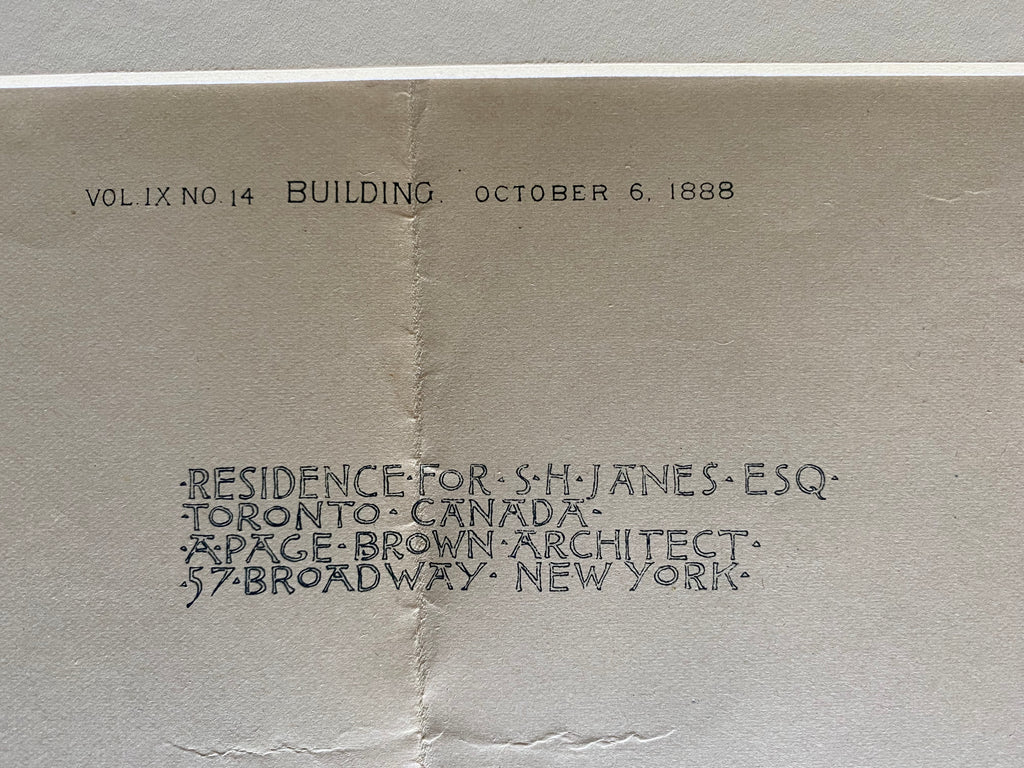 VOL. IX NO. 14 BUILDING. OCTOBER 6, 1888
·RESIDENCE·FOR·S·H·JANES·ESQ·
·TORONTO·CANADA·
·A·PAGE·BROWN·ARCHITECT·
·57·BROADWAY·NEW YORK·